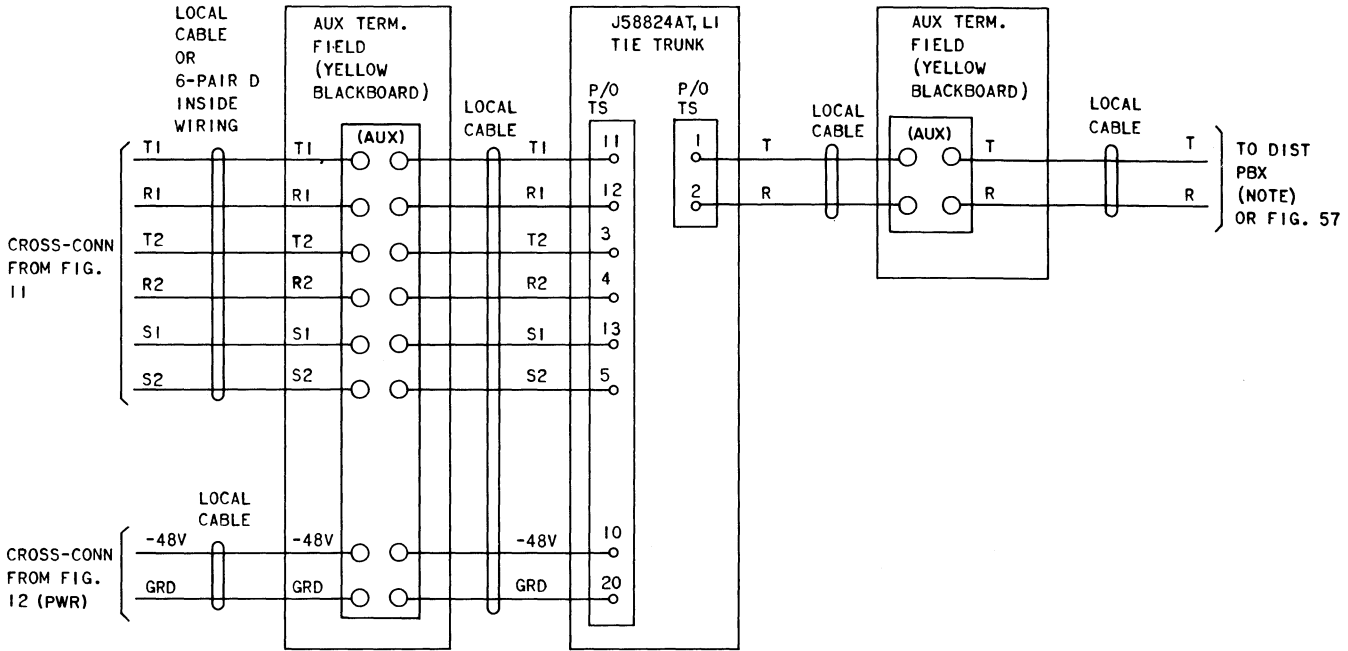 LOCAL
CABLE
OR
6-PAIR D
INSIDE
WIRING
AUX TERM.
FIELD
(YELLOW
BLACKBOARD)
(AUX)
LOCAL
CABLE
J58824AT, L1
TIE TRUNK
P/O
TS
P/O
TS
LOCAL
CABLE
AUX TERM.
FIELD
(YELLOW
BLACKBOARD)
(AUX)
LOCAL
CABLE
CROSS-CONN
FROM FIG.
11
T1 T1 T1 11
R1 R1 R1 12
T2 T2 T2 3
R2 R2 R2 4
S1 S1 S1 13
S2 S2 S2 5
1 T T T
2 R R R
TO DIST
PBX
(NOTE)
OR FIG. 57
LOCAL
CABLE
CROSS-CONN
FROM FIG.
12 (PWR)
-48V -48V -48V 10
GRD GRD GRD 20